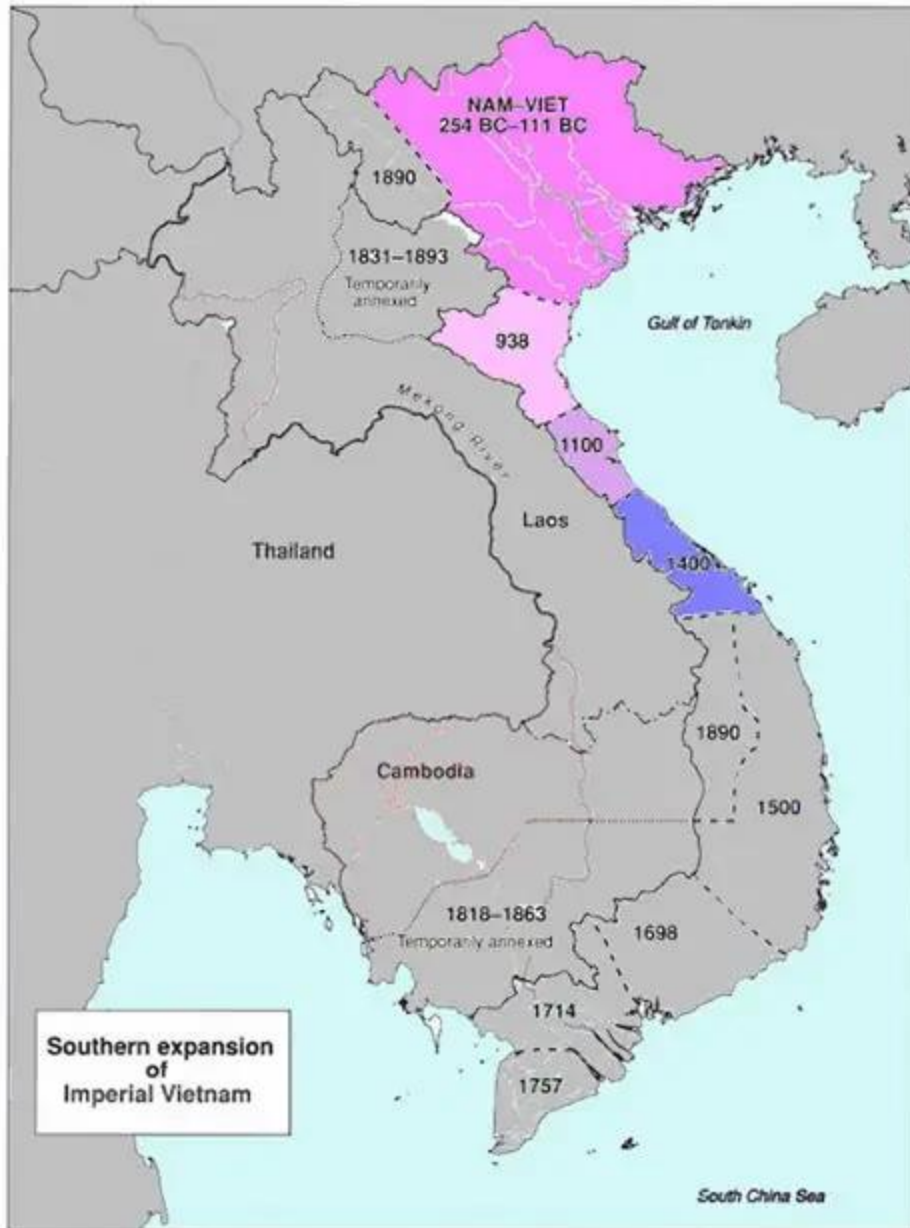 NAM–VIET
254 BC–111 BC
1890
1831–1893
Temporarily
annexed
938
Gulf of Tonkin
Mekong River
1100
Laos
Thailand
1400
1890
Cambodia
1500
1818–1863
Temporarily annexed
1698
1714
1757
Southern expansion
of
Imperial Vietnam
South China Sea